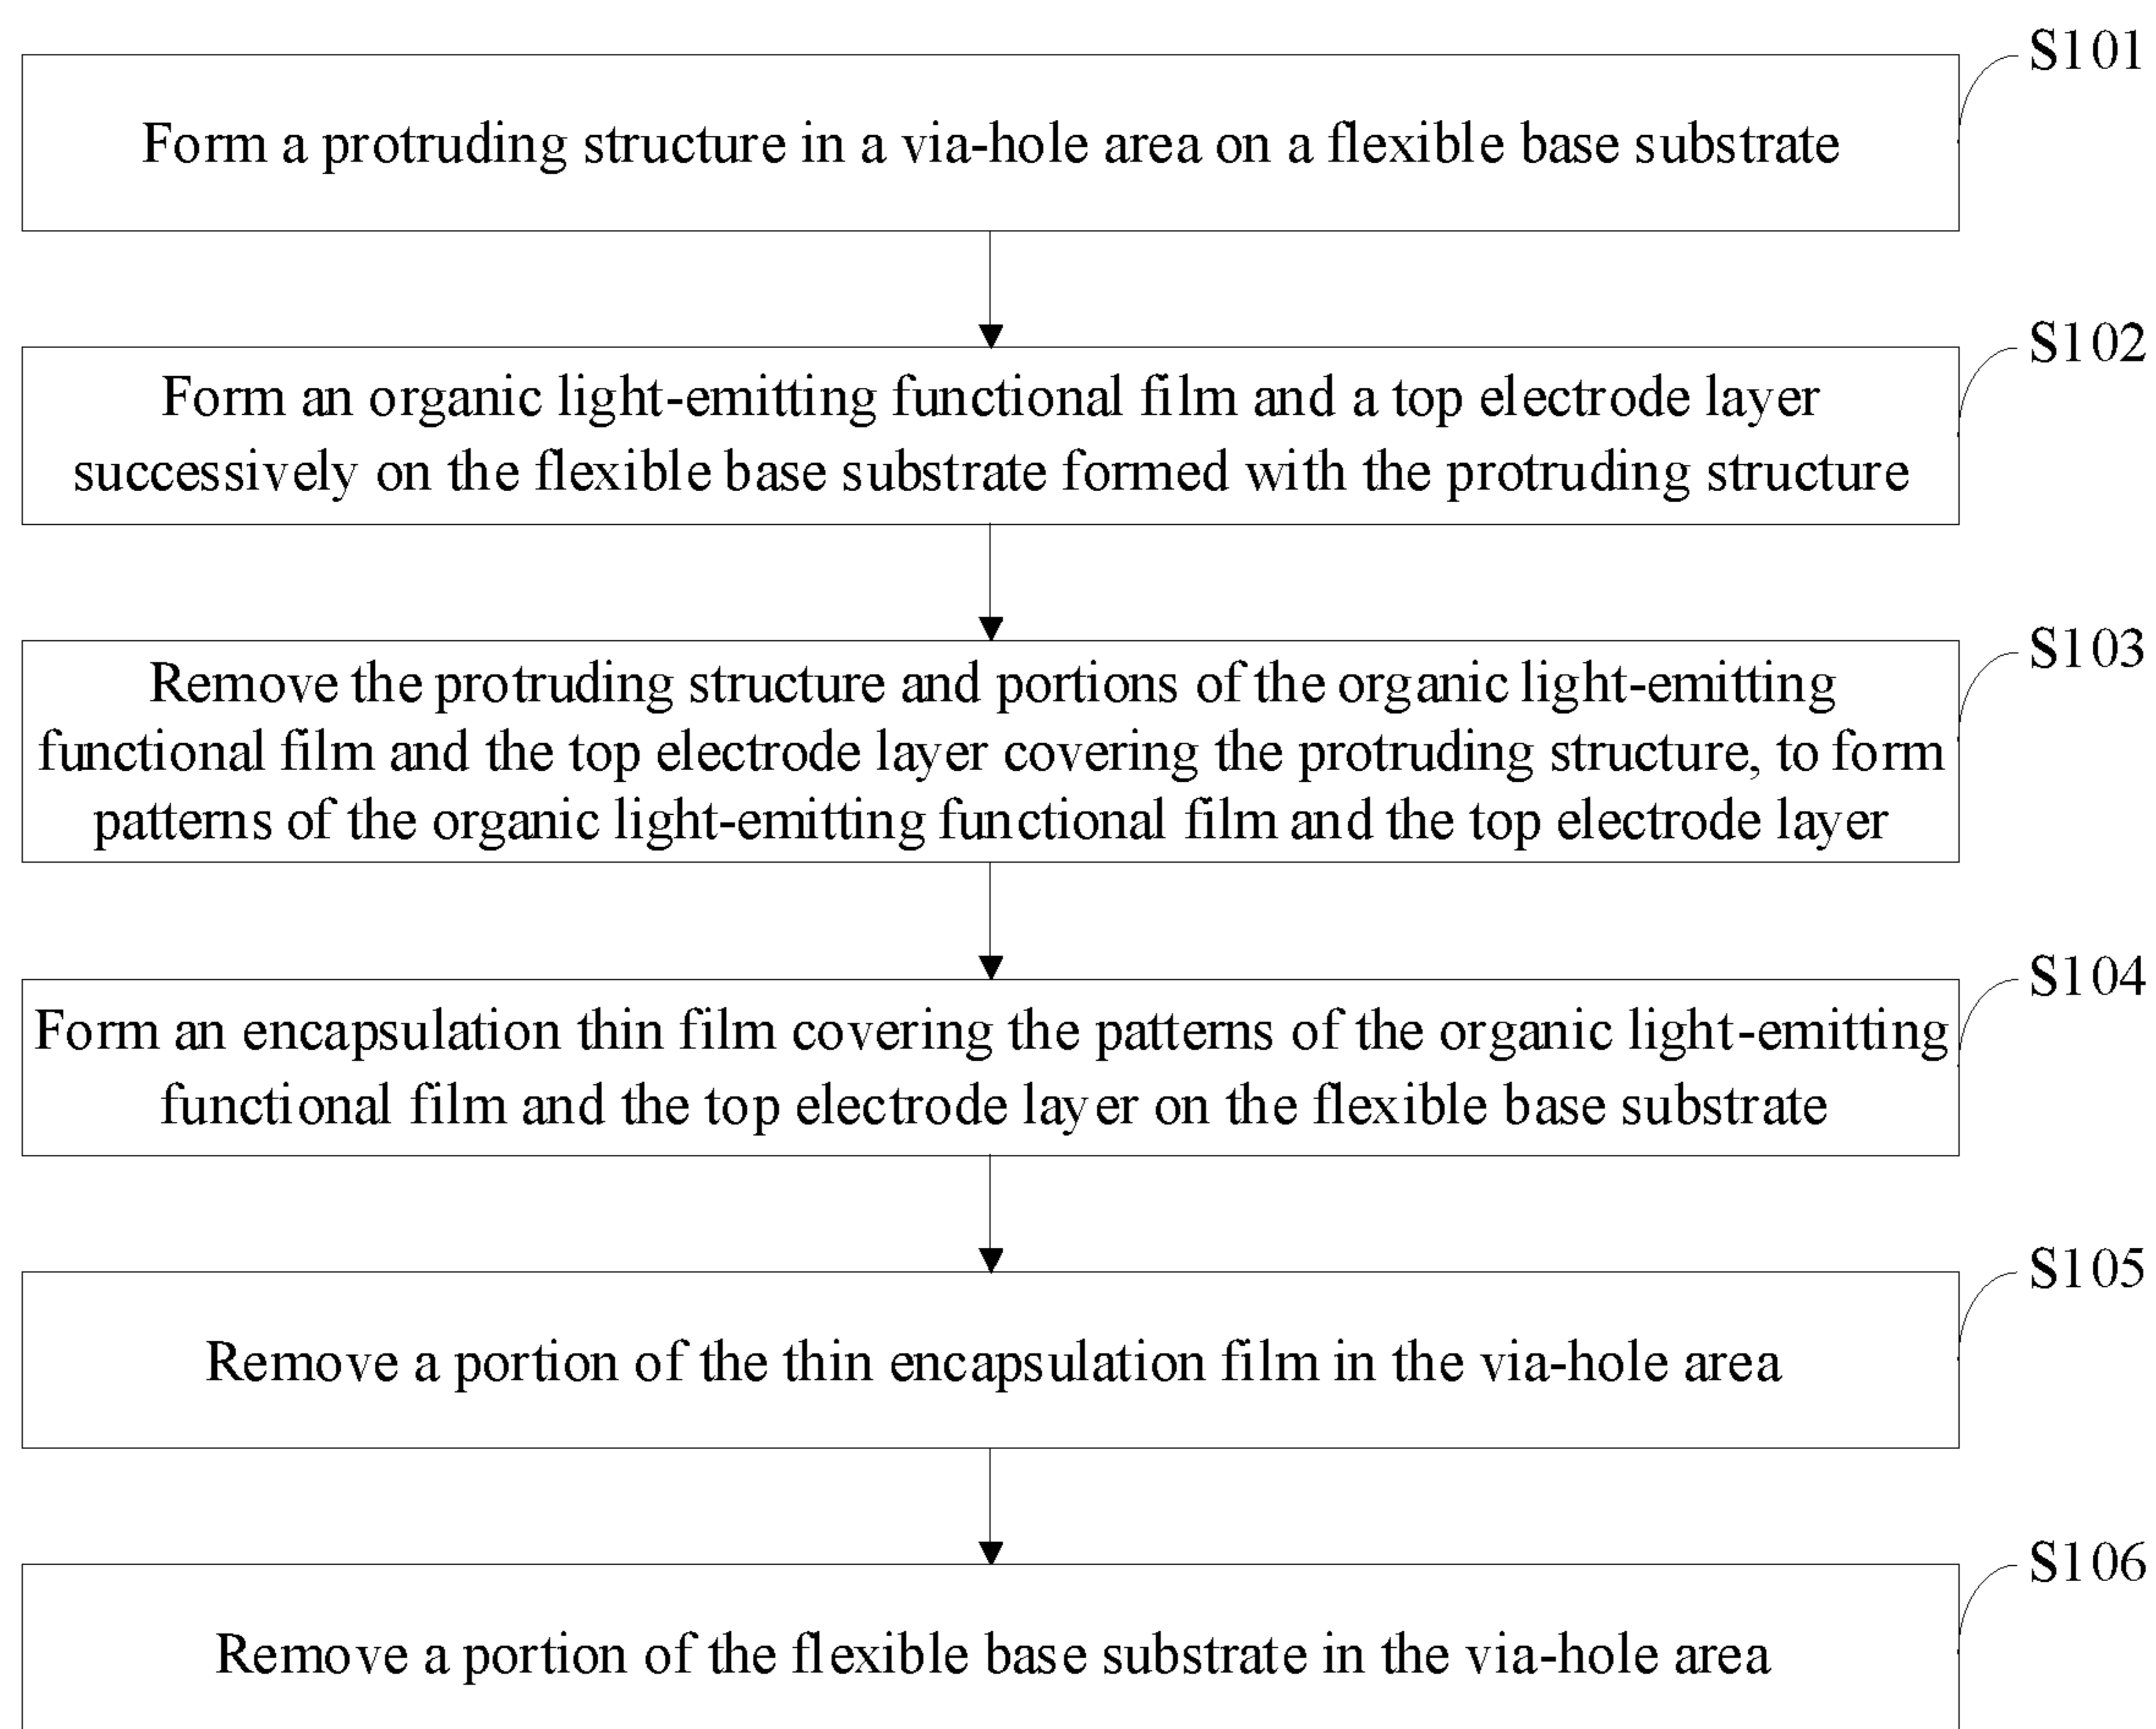 S101
Form a protruding structure in a via-hole area on a flexible base substrate
S102
Form an organic light-emitting functional film and a top electrode layer
successively on the flexible base substrate formed with the protruding structure
S103
Remove the protruding structure and portions of the organic light-emitting
functional film and the top electrode layer covering the protruding structure, to form
patterns of the organic light-emitting functional film and the top electrode layer
S104
Form an encapsulation thin film covering the patterns of the organic light-emitting
functional film and the top electrode layer on the flexible base substrate
S105
Remove a portion of the thin encapsulation film in the via-hole area
S106
Remove a portion of the flexible base substrate in the via-hole area